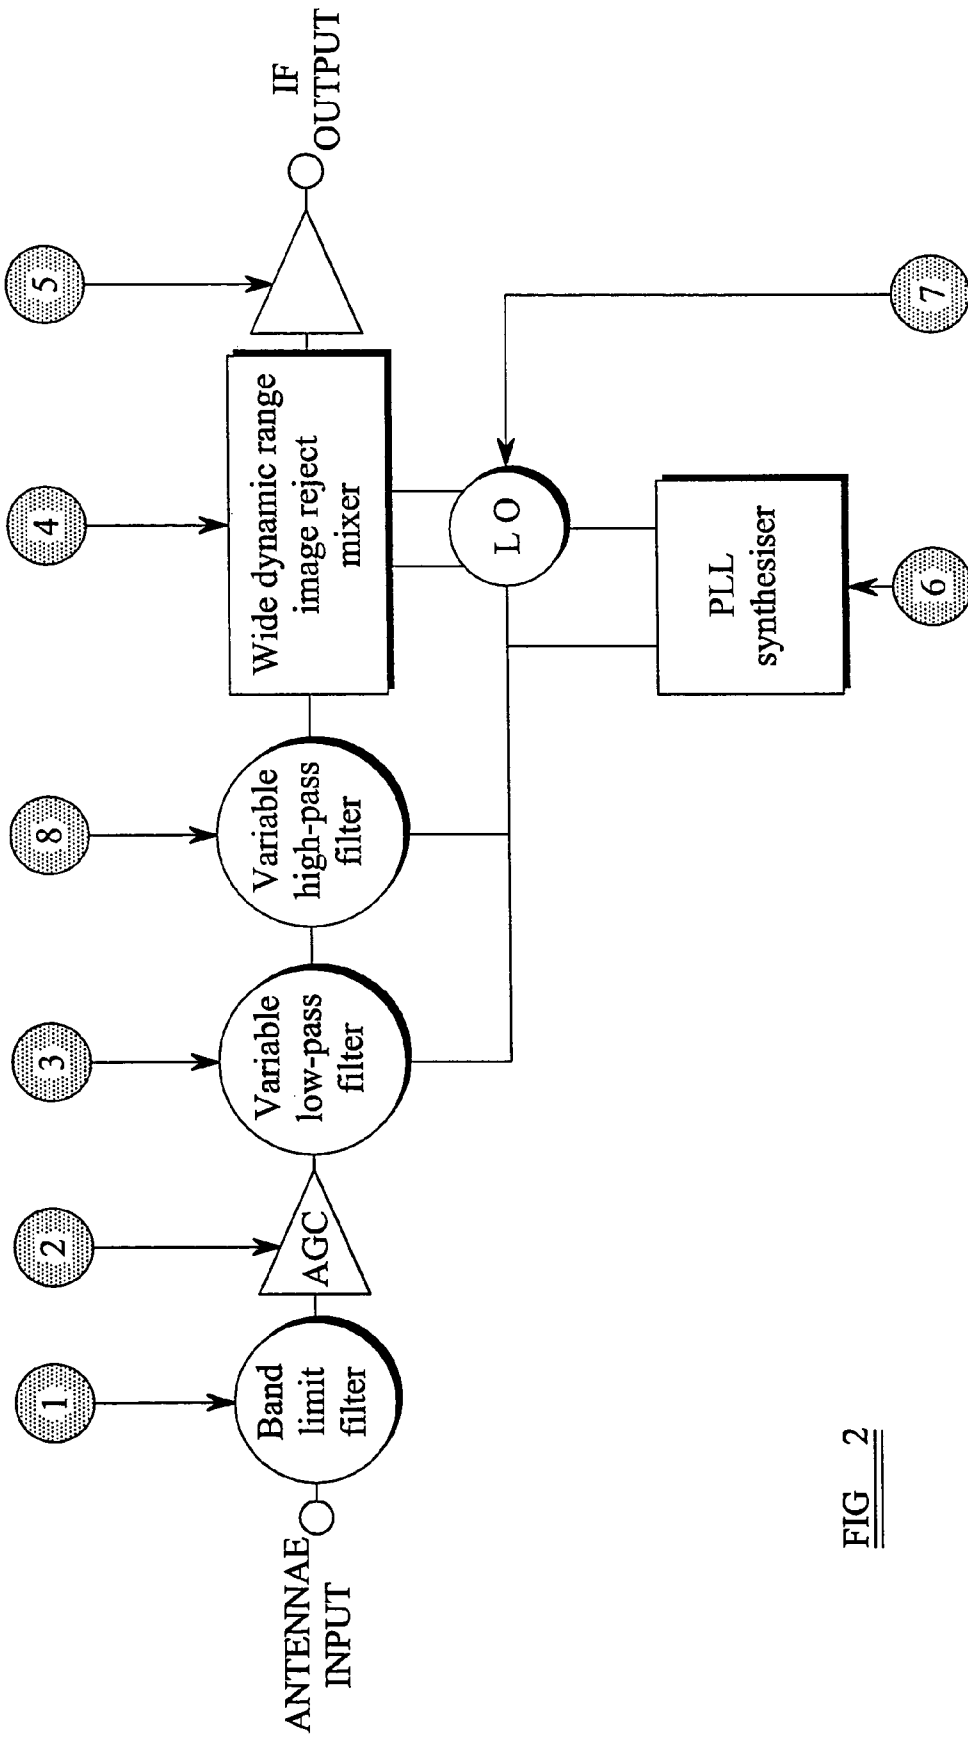 1
2
3
8
4
5
ANTENNAE
INPUT
Band
limit
filter
AGC
Variable
low-pass
filter
Variable
high-pass
filter
Wide dynamic range
image reject
mixer
IF
OUTPUT
L O
PLL
synthesiser
6
7
FIG 2